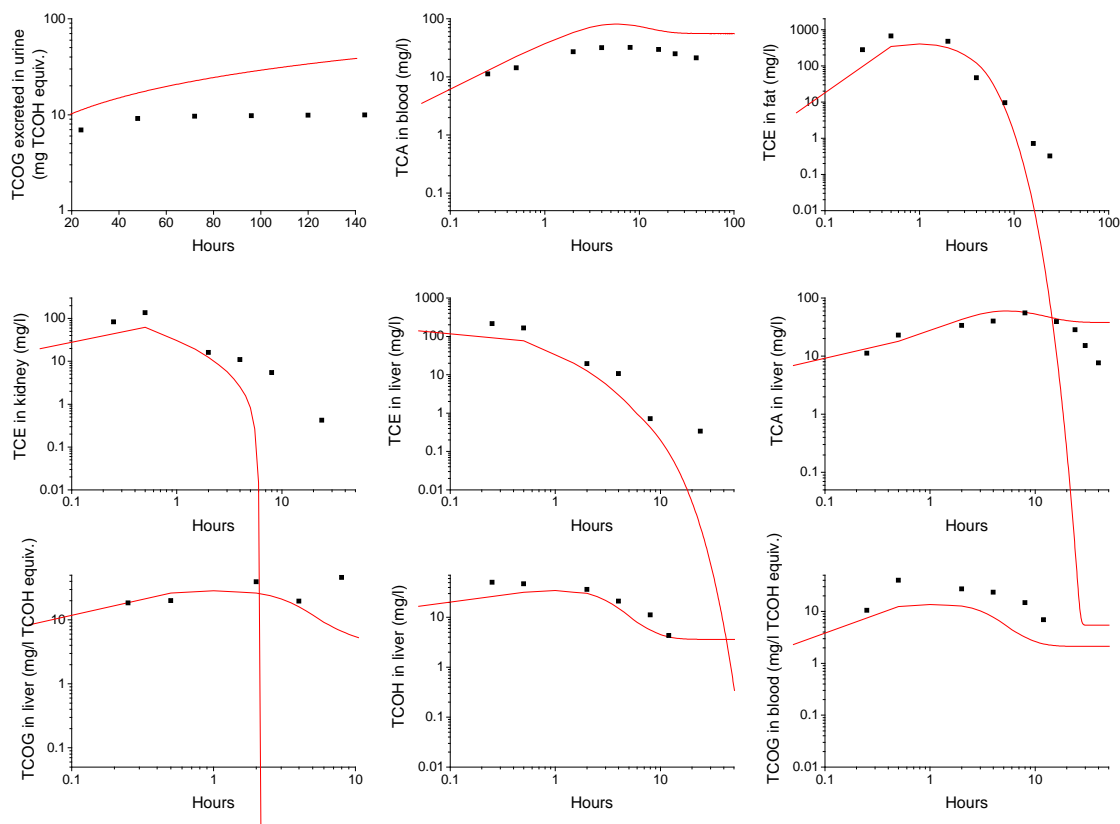 TCOG excreted in urine
(mg TCOH equiv.)
100
10
1
20 40 60 80 100 120 140
Hours
TCA in blood (mg/l)
100
10
1
0.1
0.1 1 10 100
Hours
TCE in fat (mg/l)
1000
100
10
1
0.1
0.01
0.1 1 10 100
Hours
TCE in kidney (mg/l)
100
10
1
0.1
0.01
0.1 1 10
Hours
TCE in liver (mg/l)
1000
100
10
1
0.1
0.01
0.1 1 10
Hours
TCA in liver (mg/l)
100
10
1
0.1
0.1 1 10
Hours
TCOG in liver (mg/l TCOH equiv.)
10
1
0.1
0.1 1 10
Hours
TCOH in liver (mg/l)
100
10
1
0.1
0.01
0.1 1 10
Hours
TCOG in blood (mg/l TCOH equiv.)
10
1
0.1
0.01
0.1 1 10
Hours